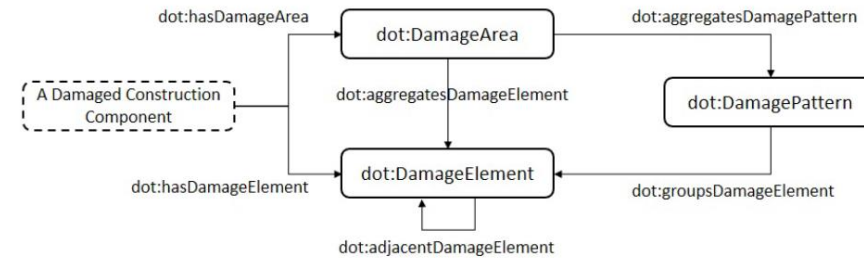 dot:hasDamageArea
dot:DamageArea
dot:aggregatesDamagePattern
A Damaged Construction
Component
dot:aggregatesDamageElement
dot:DamagePattern
dot:hasDamageElement
dot:DamageElement
dot:groupsDamageElement
dot:adjacentDamageElement